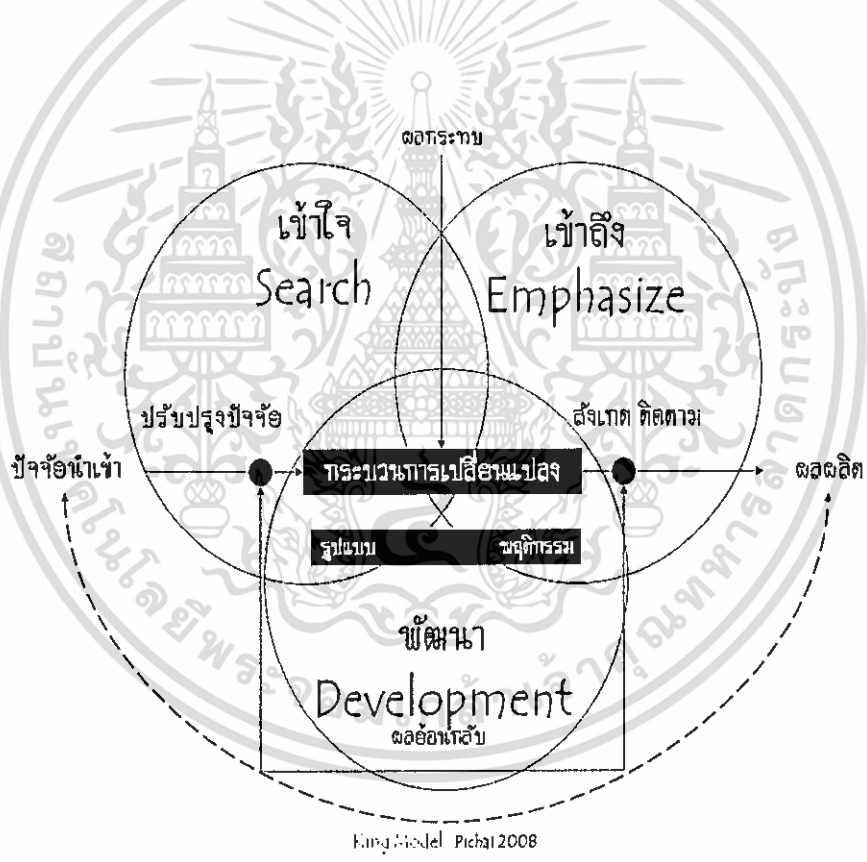 ผลกระทบ
เข้าใจ
Search
เข้าถึง
Emphasize
ปรับปรุงปัจจัย
สังเกต ติดตาม
ปัจจัยนำเข้า
กระบวนการเปลี่ยนแปลง
ผลผลิต
รูปแบบ
พฤติกรรม
พัฒนา
Development
ผลย้อนกลับ
King Model Pichai 2008